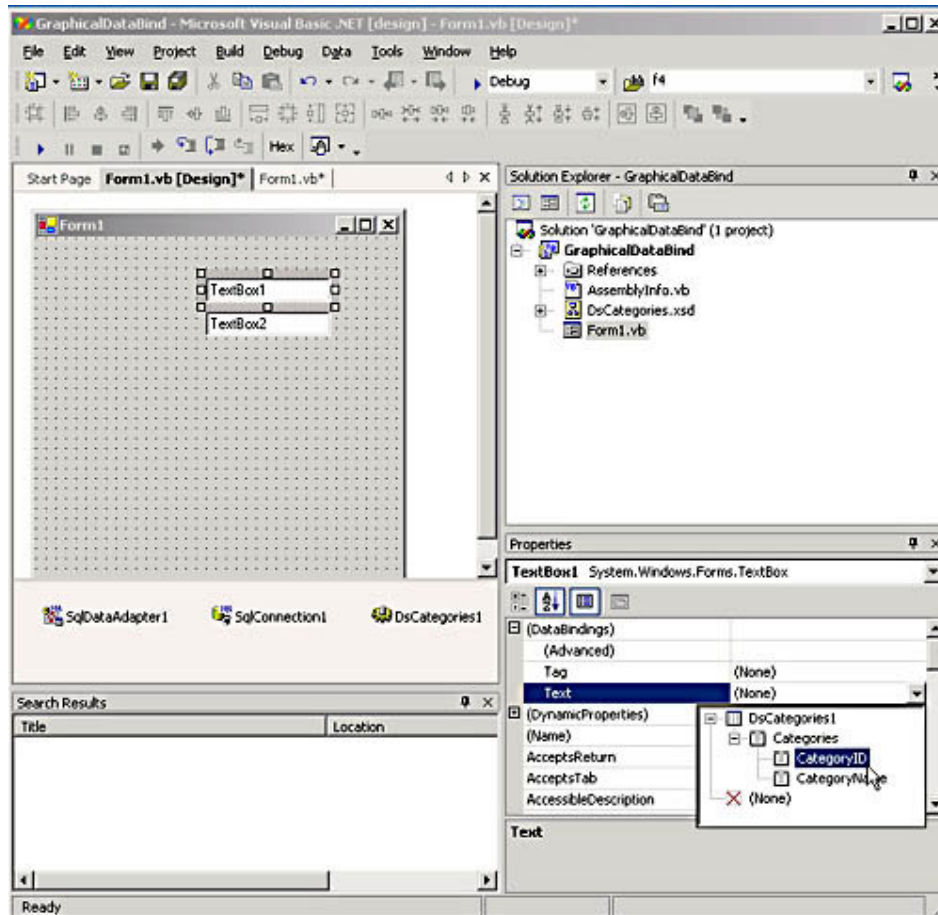 GraphicalDataBind - Microsoft Visual Basic .NET [design] - Form1.vb [Design]*
File Edit View Project Build Debug Data Tools Window Help
Debug f4
Hex
Start Page Form1.vb [Design]* Form1.vb*
Form1
TextBox1
TextBox2
SqlDataAdapter1 SqlConnection1 DsCategories1
Search Results
Title Location
Solution Explorer - GraphicalDataBind
Solution 'GraphicalDataBind' (1 project)
GraphicalDataBind
References
AssemblyInfo.vb
DsCategories.xsd
Form1.vb
Properties
TextBox1 System.Windows.Forms.TextBox
(DataBindings)
(Advanced)
Tag (None)
Text (None)
(DynamicProperties)
(Name)
AcceptsReturn
AcceptsTab
AccessibleDescription
DsCategories1
Categories
CategoryID
CategoryName
(None)
Text
Ready